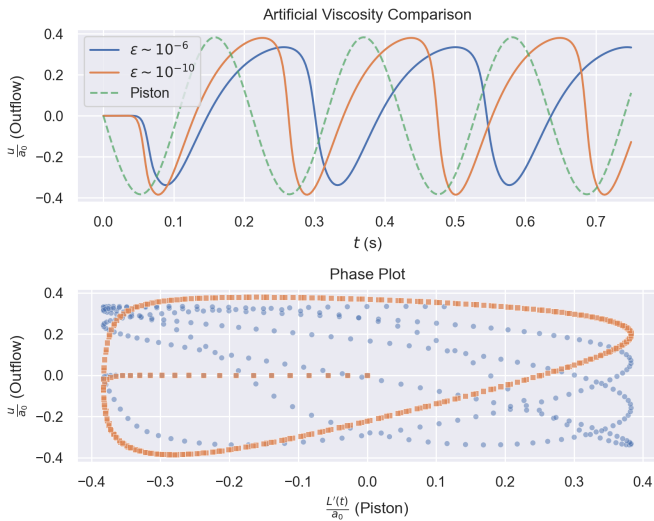 Artificial Viscosity Comparison
ε ~ 10⁻⁶
ε ~ 10⁻¹⁰
Piston
0.4
0.2
0.0
−0.2
−0.4
u/a₀ (Outflow)
0.0 0.1 0.2 0.3 0.4 0.5 0.6 0.7
t (s)
Phase Plot
0.4
0.2
0.0
−0.2
−0.4
u/a₀ (Outflow)
−0.4 −0.3 −0.2 −0.1 0.0 0.1 0.2 0.3 0.4
L′(t)/a₀ (Piston)